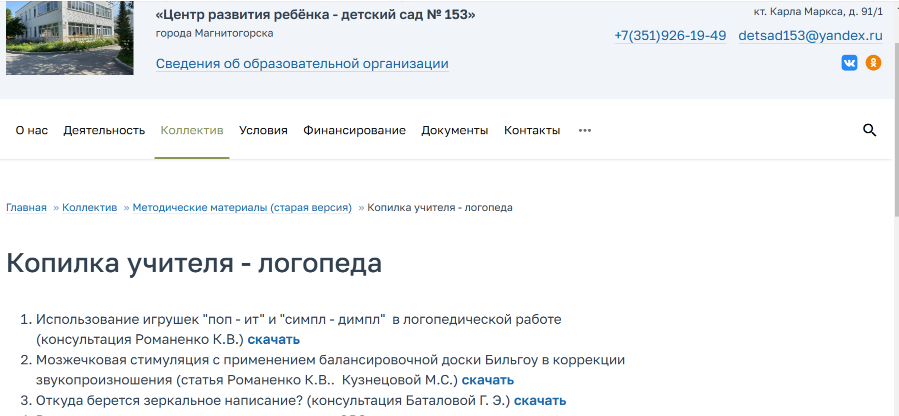 «Центр развития ребёнка - детский сад № 153»
города Магнитогорска
Сведения об образовательной организации
кт. Карла Маркса, д. 91/1
+7(351)926-19-49 detsad153@yandex.ru
О нас Деятельность Коллектив Условия Финансирование Документы Контакты ···
Главная » Коллектив » Методические материалы (старая версия) » Копилка учителя - логопеда
Копилка учителя - логопеда
1. Использование игрушек "поп - ит" и "симпл - димпл" в логопедической работе
(консультация Романенко К.В.) скачать
2. Мозжечковая стимуляция с применением балансировочной доски Бильгоу в коррекции
звукопроизношения (статья Романенко К.В.. Кузнецовой М.С.) скачать
3. Откуда берется зеркальное написание? (консультация Баталовой Г. Э.) скачать